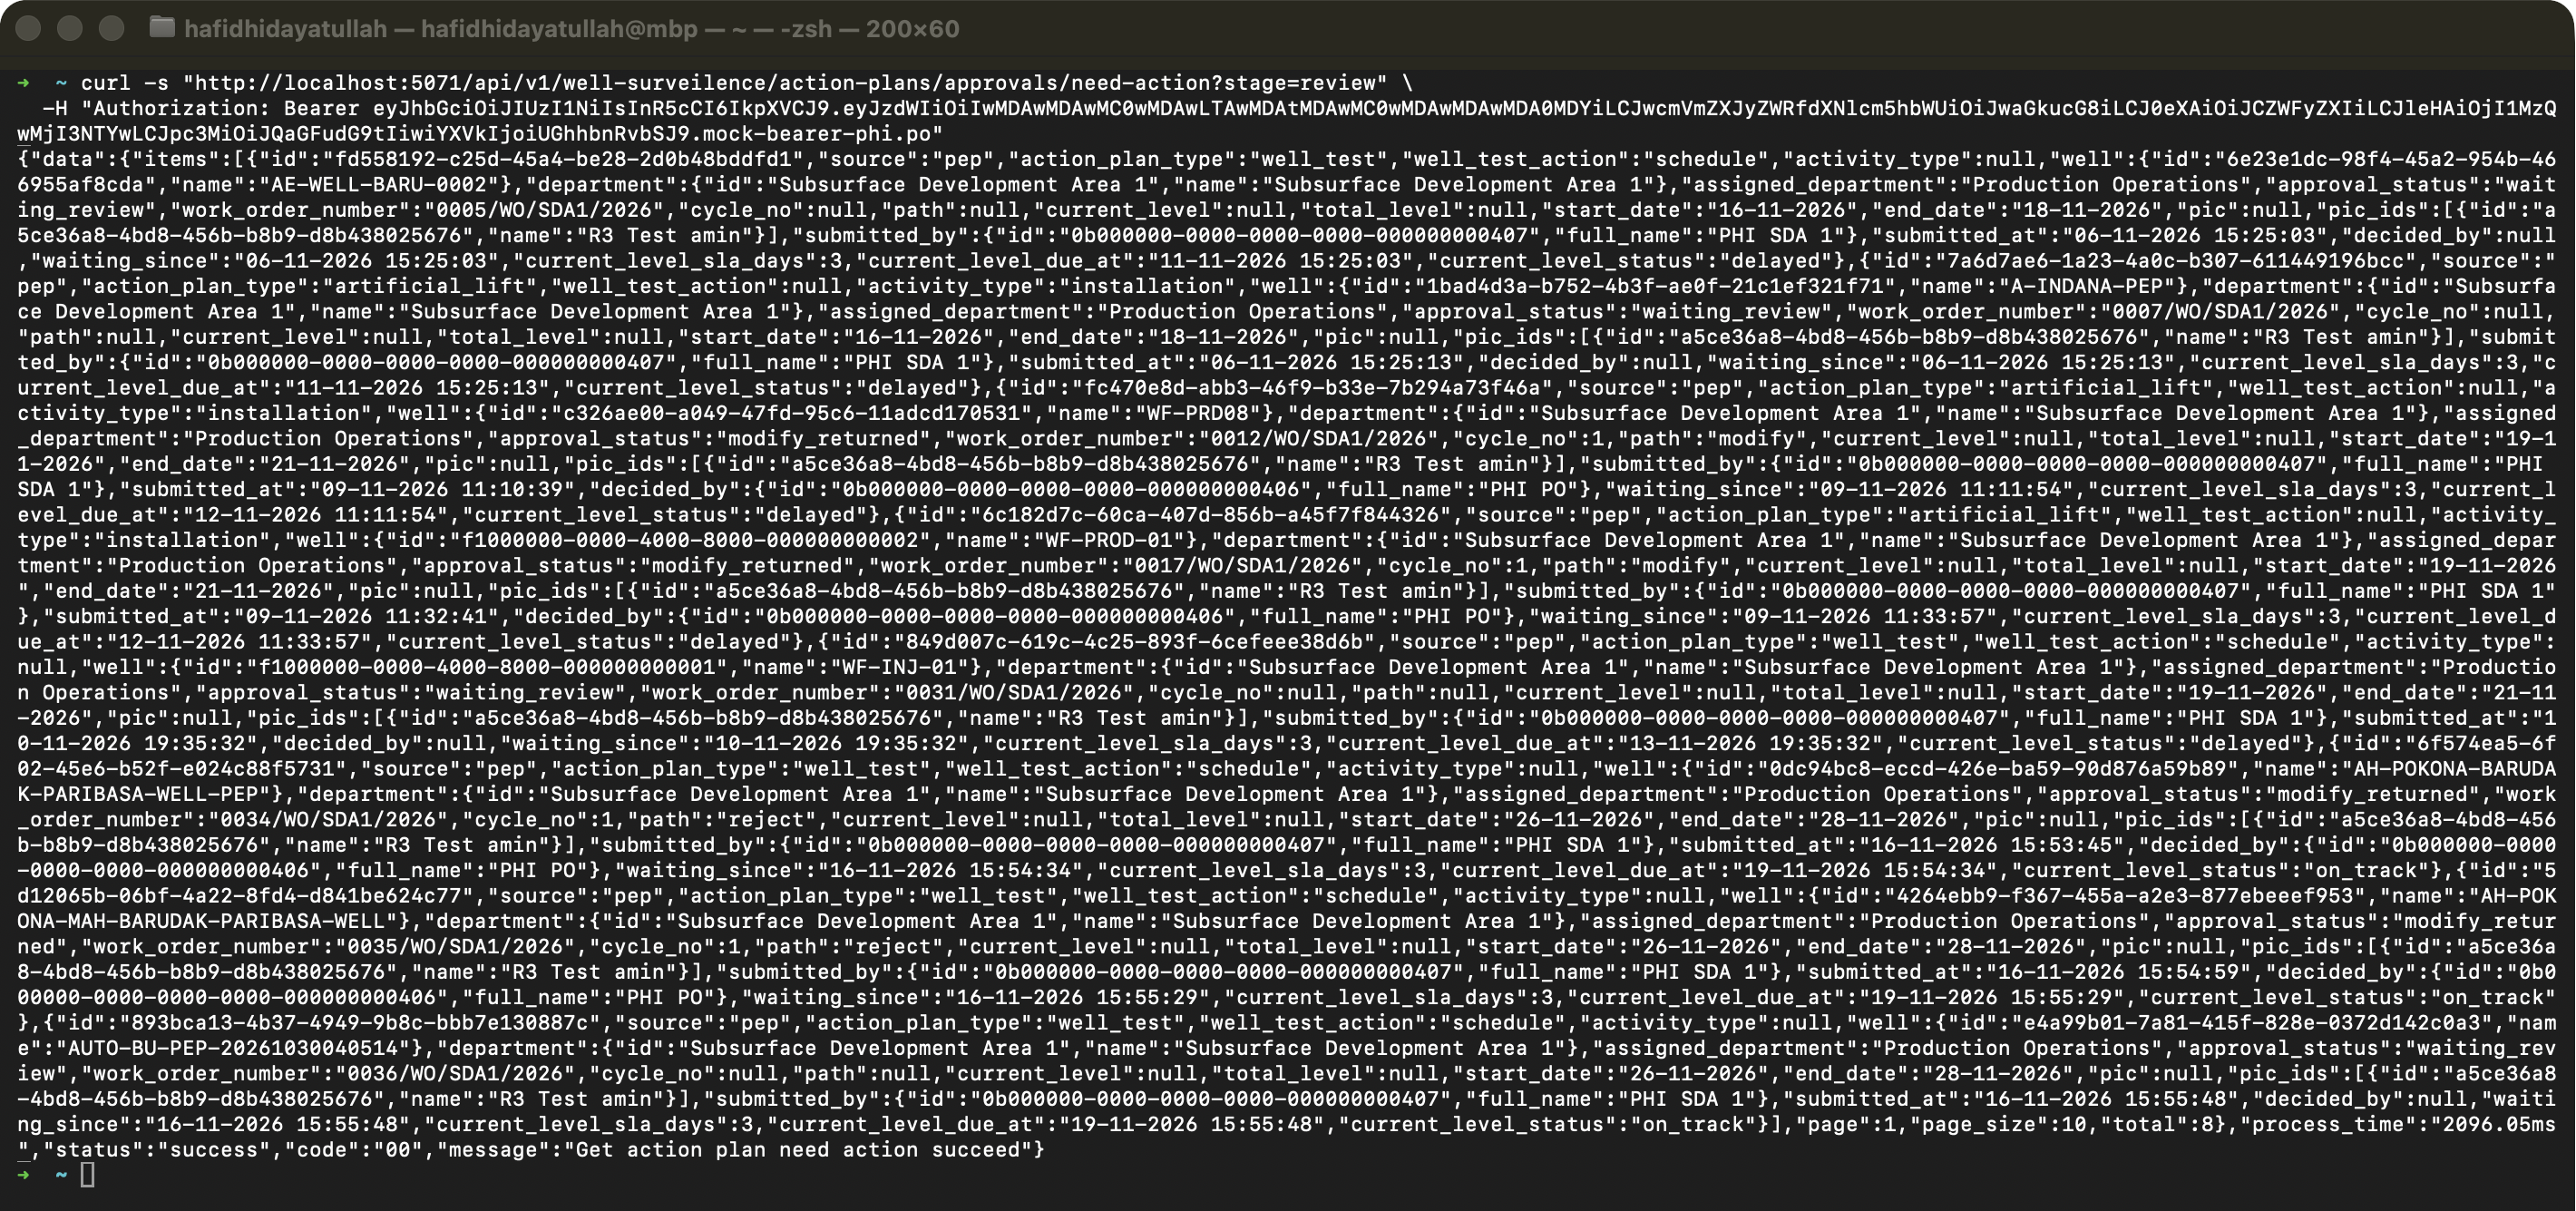 hafidhidayatullah — hafidhidayatullah@mbp — ~ — -zsh — 200×60
➜  ~ curl -s "http://localhost:5071/api/v1/well-surveilence/action-plans/approvals/need-action?stage=review" \
  -H "Authorization: Bearer eyJhbGciOiJIUzI1NiIsInR5cCI6IkpXVCJ9.eyJzdWIiOiIwMDAwMDAwMC0wMDAwLTAwMDAtMDAwMC0wMDAwMDAwMDA0MDYiLCJwcmVmZXJyZWRfdXNlcm5hbWUiOiJwaGkucG8iLCJ0eXAiOiJCZWFyZXIiLCJleHAiOjI1MzQ
wMjI3NTYwLCJpc3MiOiJQaGFudG9tIiwiYXVkIjoiUGhhbnRvbSJ9.mock-bearer-phi.po"
{"data":{"items":[{"id":"fd558192-c25d-45a4-be28-2d0b48bddfd1","source":"pep","action_plan_type":"well_test","well_test_action":"schedule","activity_type":null,"well":{"id":"6e23e1dc-98f4-45a2-954b-46
6955af8cda","name":"AE-WELL-BARU-0002"},"department":{"id":"Subsurface Development Area 1","name":"Subsurface Development Area 1"},"assigned_department":"Production Operations","approval_status":"wait
ing_review","work_order_number":"0005/WO/SDA1/2026","cycle_no":null,"path":null,"current_level":null,"total_level":null,"start_date":"16-11-2026","end_date":"18-11-2026","pic":null,"pic_ids":[{"id":"a
5ce36a8-4bd8-456b-b8b9-d8b438025676","name":"R3 Test amin"}],"submitted_by":{"id":"0b000000-0000-0000-0000-000000000407","full_name":"PHI SDA 1"},"submitted_at":"06-11-2026 15:25:03","decided_by":null
,"waiting_since":"06-11-2026 15:25:03","current_level_sla_days":3,"current_level_due_at":"11-11-2026 15:25:03","current_level_status":"delayed"},{"id":"7a6d7ae6-1a23-4a0c-b307-611449196bcc","source":"
pep","action_plan_type":"artificial_lift","well_test_action":null,"activity_type":"installation","well":{"id":"1bad4d3a-b752-4b3f-ae0f-21c1ef321f71","name":"A-INDANA-PEP"},"department":{"id":"Subsurfa
ce Development Area 1","name":"Subsurface Development Area 1"},"assigned_department":"Production Operations","approval_status":"waiting_review","work_order_number":"0007/WO/SDA1/2026","cycle_no":null,
"path":null,"current_level":null,"total_level":null,"start_date":"16-11-2026","end_date":"18-11-2026","pic":null,"pic_ids":[{"id":"a5ce36a8-4bd8-456b-b8b9-d8b438025676","name":"R3 Test amin"}],"submit
ted_by":{"id":"0b000000-0000-0000-0000-000000000407","full_name":"PHI SDA 1"},"submitted_at":"06-11-2026 15:25:13","decided_by":null,"waiting_since":"06-11-2026 15:25:13","current_level_sla_days":3,"c
urrent_level_due_at":"11-11-2026 15:25:13","current_level_status":"delayed"},{"id":"fc470e8d-abb3-46f9-b33e-7b294a73f46a","source":"pep","action_plan_type":"artificial_lift","well_test_action":null,"a
ctivity_type":"installation","well":{"id":"c326ae00-a049-47fd-95c6-11adcd170531","name":"WF-PRD08"},"department":{"id":"Subsurface Development Area 1","name":"Subsurface Development Area 1"},"assigned
_department":"Production Operations","approval_status":"modify_returned","work_order_number":"0012/WO/SDA1/2026","cycle_no":1,"path":"modify","current_level":null,"total_level":null,"start_date":"19-1
1-2026","end_date":"21-11-2026","pic":null,"pic_ids":[{"id":"a5ce36a8-4bd8-456b-b8b9-d8b438025676","name":"R3 Test amin"}],"submitted_by":{"id":"0b000000-0000-0000-0000-000000000407","full_name":"PHI 
SDA 1"},"submitted_at":"09-11-2026 11:10:39","decided_by":{"id":"0b000000-0000-0000-0000-000000000406","full_name":"PHI PO"},"waiting_since":"09-11-2026 11:11:54","current_level_sla_days":3,"current_l
evel_due_at":"12-11-2026 11:11:54","current_level_status":"delayed"},{"id":"6c182d7c-60ca-407d-856b-a45f7f844326","source":"pep","action_plan_type":"artificial_lift","well_test_action":null,"activity_
type":"installation","well":{"id":"f1000000-0000-4000-8000-000000000002","name":"WF-PROD-01"},"department":{"id":"Subsurface Development Area 1","name":"Subsurface Development Area 1"},"assigned_depar
tment":"Production Operations","approval_status":"modify_returned","work_order_number":"0017/WO/SDA1/2026","cycle_no":1,"path":"modify","current_level":null,"total_level":null,"start_date":"19-11-2026
","end_date":"21-11-2026","pic":null,"pic_ids":[{"id":"a5ce36a8-4bd8-456b-b8b9-d8b438025676","name":"R3 Test amin"}],"submitted_by":{"id":"0b000000-0000-0000-0000-000000000407","full_name":"PHI SDA 1"
},"submitted_at":"09-11-2026 11:32:41","decided_by":{"id":"0b000000-0000-0000-0000-000000000406","full_name":"PHI PO"},"waiting_since":"09-11-2026 11:33:57","current_level_sla_days":3,"current_level_d
ue_at":"12-11-2026 11:33:57","current_level_status":"delayed"},{"id":"849d007c-619c-4c25-893f-6cefeee38d6b","source":"pep","action_plan_type":"well_test","well_test_action":"schedule","activity_type":
null,"well":{"id":"f1000000-0000-4000-8000-000000000001","name":"WF-INJ-01"},"department":{"id":"Subsurface Development Area 1","name":"Subsurface Development Area 1"},"assigned_department":"Productio
n Operations","approval_status":"waiting_review","work_order_number":"0031/WO/SDA1/2026","cycle_no":null,"path":null,"current_level":null,"total_level":null,"start_date":"19-11-2026","end_date":"21-11
-2026","pic":null,"pic_ids":[{"id":"a5ce36a8-4bd8-456b-b8b9-d8b438025676","name":"R3 Test amin"}],"submitted_by":{"id":"0b000000-0000-0000-0000-000000000407","full_name":"PHI SDA 1"},"submitted_at":"1
0-11-2026 19:35:32","decided_by":null,"waiting_since":"10-11-2026 19:35:32","current_level_sla_days":3,"current_level_due_at":"13-11-2026 19:35:32","current_level_status":"delayed"},{"id":"6f574ea5-6f
02-45e6-b52f-e024c88f5731","source":"pep","action_plan_type":"well_test","well_test_action":"schedule","activity_type":null,"well":{"id":"0dc94bc8-eccd-426e-ba59-90d876a59b89","name":"AH-POKONA-BARUDA
K-PARIBASA-WELL-PEP"},"department":{"id":"Subsurface Development Area 1","name":"Subsurface Development Area 1"},"assigned_department":"Production Operations","approval_status":"modify_returned","work
_order_number":"0034/WO/SDA1/2026","cycle_no":1,"path":"reject","current_level":null,"total_level":null,"start_date":"26-11-2026","end_date":"28-11-2026","pic":null,"pic_ids":[{"id":"a5ce36a8-4bd8-456
b-b8b9-d8b438025676","name":"R3 Test amin"}],"submitted_by":{"id":"0b000000-0000-0000-0000-000000000407","full_name":"PHI SDA 1"},"submitted_at":"16-11-2026 15:53:45","decided_by":{"id":"0b000000-0000
-0000-0000-000000000406","full_name":"PHI PO"},"waiting_since":"16-11-2026 15:54:34","current_level_sla_days":3,"current_level_due_at":"19-11-2026 15:54:34","current_level_status":"on_track"},{"id":"5
d12065b-06bf-4a22-8fd4-d841be624c77","source":"pep","action_plan_type":"well_test","well_test_action":"schedule","activity_type":null,"well":{"id":"4264ebb9-f367-455a-a2e3-877ebeeef953","name":"AH-POK
ONA-MAH-BARUDAK-PARIBASA-WELL"},"department":{"id":"Subsurface Development Area 1","name":"Subsurface Development Area 1"},"assigned_department":"Production Operations","approval_status":"modify_retur
ned","work_order_number":"0035/WO/SDA1/2026","cycle_no":1,"path":"reject","current_level":null,"total_level":null,"start_date":"26-11-2026","end_date":"28-11-2026","pic":null,"pic_ids":[{"id":"a5ce36a
8-4bd8-456b-b8b9-d8b438025676","name":"R3 Test amin"}],"submitted_by":{"id":"0b000000-0000-0000-0000-000000000407","full_name":"PHI SDA 1"},"submitted_at":"16-11-2026 15:54:59","decided_by":{"id":"0b0
00000-0000-0000-0000-000000000406","full_name":"PHI PO"},"waiting_since":"16-11-2026 15:55:29","current_level_sla_days":3,"current_level_due_at":"19-11-2026 15:55:29","current_level_status":"on_track"
},{"id":"893bca13-4b37-4949-9b8c-bbb7e130887c","source":"pep","action_plan_type":"well_test","well_test_action":"schedule","activity_type":null,"well":{"id":"e4a99b01-7a81-415f-828e-0372d142c0a3","nam
e":"AUTO-BU-PEP-20261030040514"},"department":{"id":"Subsurface Development Area 1","name":"Subsurface Development Area 1"},"assigned_department":"Production Operations","approval_status":"waiting_rev
iew","work_order_number":"0036/WO/SDA1/2026","cycle_no":null,"path":null,"current_level":null,"total_level":null,"start_date":"26-11-2026","end_date":"28-11-2026","pic":null,"pic_ids":[{"id":"a5ce36a8
-4bd8-456b-b8b9-d8b438025676","name":"R3 Test amin"}],"submitted_by":{"id":"0b000000-0000-0000-0000-000000000407","full_name":"PHI SDA 1"},"submitted_at":"16-11-2026 15:55:48","decided_by":null,"waiti
ng_since":"16-11-2026 15:55:48","current_level_sla_days":3,"current_level_due_at":"19-11-2026 15:55:48","current_level_status":"on_track"}],"page":1,"page_size":10,"total":8},"process_time":"2096.05ms
","status":"success","code":"00","message":"Get action plan need action succeed"}
➜  ~